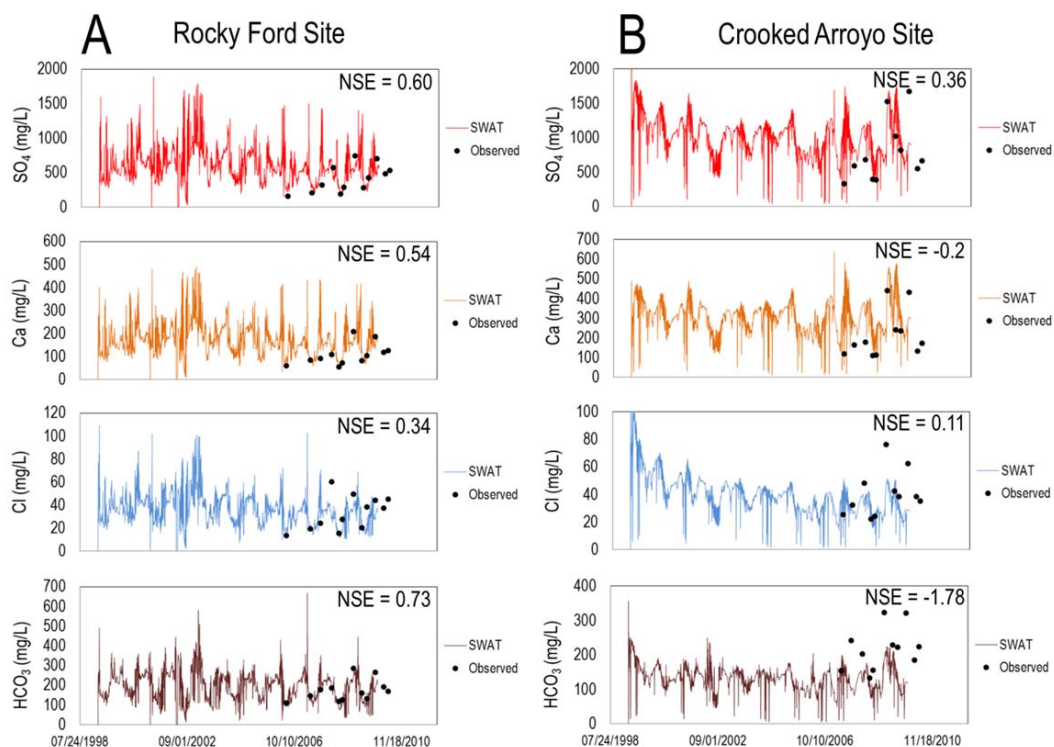 A Rocky Ford Site
2000
1500
1000
500
0
SO4 (mg/L)
NSE = 0.60
SWAT
Observed
600
500
400
300
200
100
0
Ca (mg/L)
NSE = 0.54
SWAT
Observed
120
100
80
60
40
20
0
Cl (mg/L)
NSE = 0.34
SWAT
Observed
700
600
500
400
300
200
100
0
HCO3 (mg/L)
NSE = 0.73
SWAT
Observed
07/24/1998 09/01/2002 10/10/2006 11/18/2010
B Crooked Arroyo Site
2000
1500
1000
500
0
SO4 (mg/L)
NSE = 0.36
SWAT
Observed
700
600
500
400
300
200
100
0
Ca (mg/L)
NSE = -0.2
SWAT
Observed
100
80
60
40
20
0
Cl (mg/L)
NSE = 0.11
SWAT
Observed
400
300
200
100
0
HCO3 (mg/L)
NSE = -1.78
SWAT
Observed
07/24/1998 09/01/2002 10/10/2006 11/18/2010